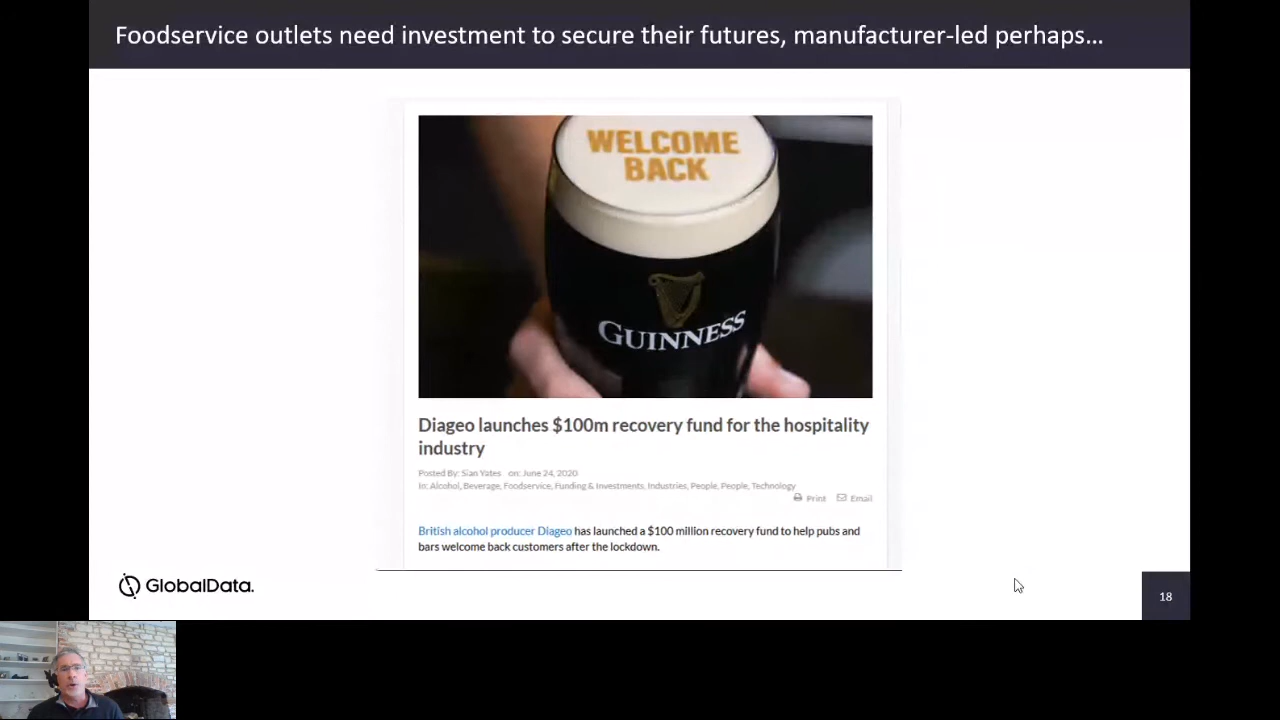 Foodservice outlets need investment to secure their futures, manufacturer-led perhaps…
WELCOME
BACK
GUINNESS
Diageo launches $100m recovery fund for the hospitality
industry
Posted By: Sian Yates on: June 24, 2020
In: Alcohol, Beverage, Foodservice, Funding & Investments, Industries, People, People, Technology
Print Email
British alcohol producer Diageo has launched a $100 million recovery fund to help pubs and
bars welcome back customers after the lockdown.
GlobalData.
18